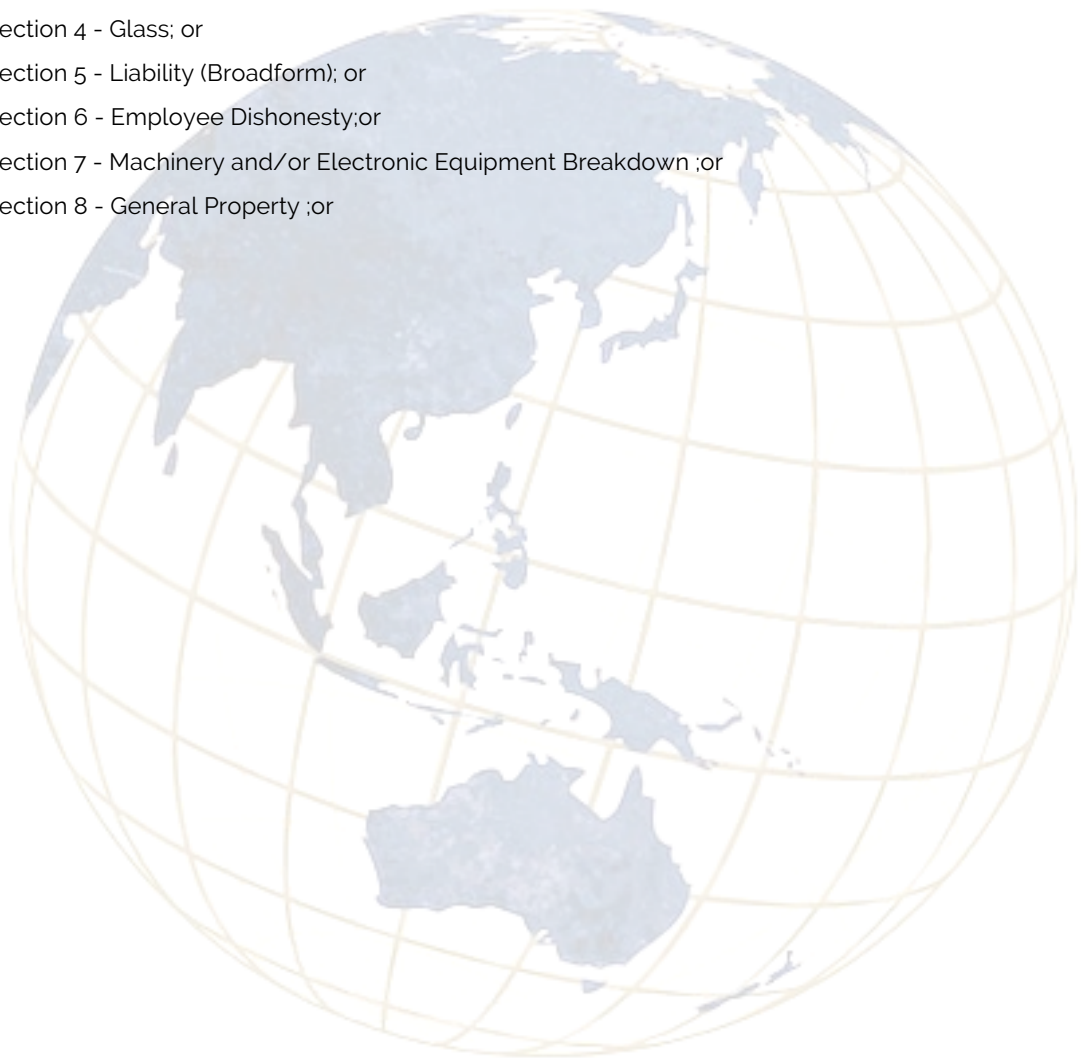 ection 4 - Glass; or
ection 5 - Liability (Broadform); or
ection 6 - Employee Dishonesty;or
ection 7 - Machinery and/or Electronic Equipment Breakdown ;or
ection 8 - General Property ;or